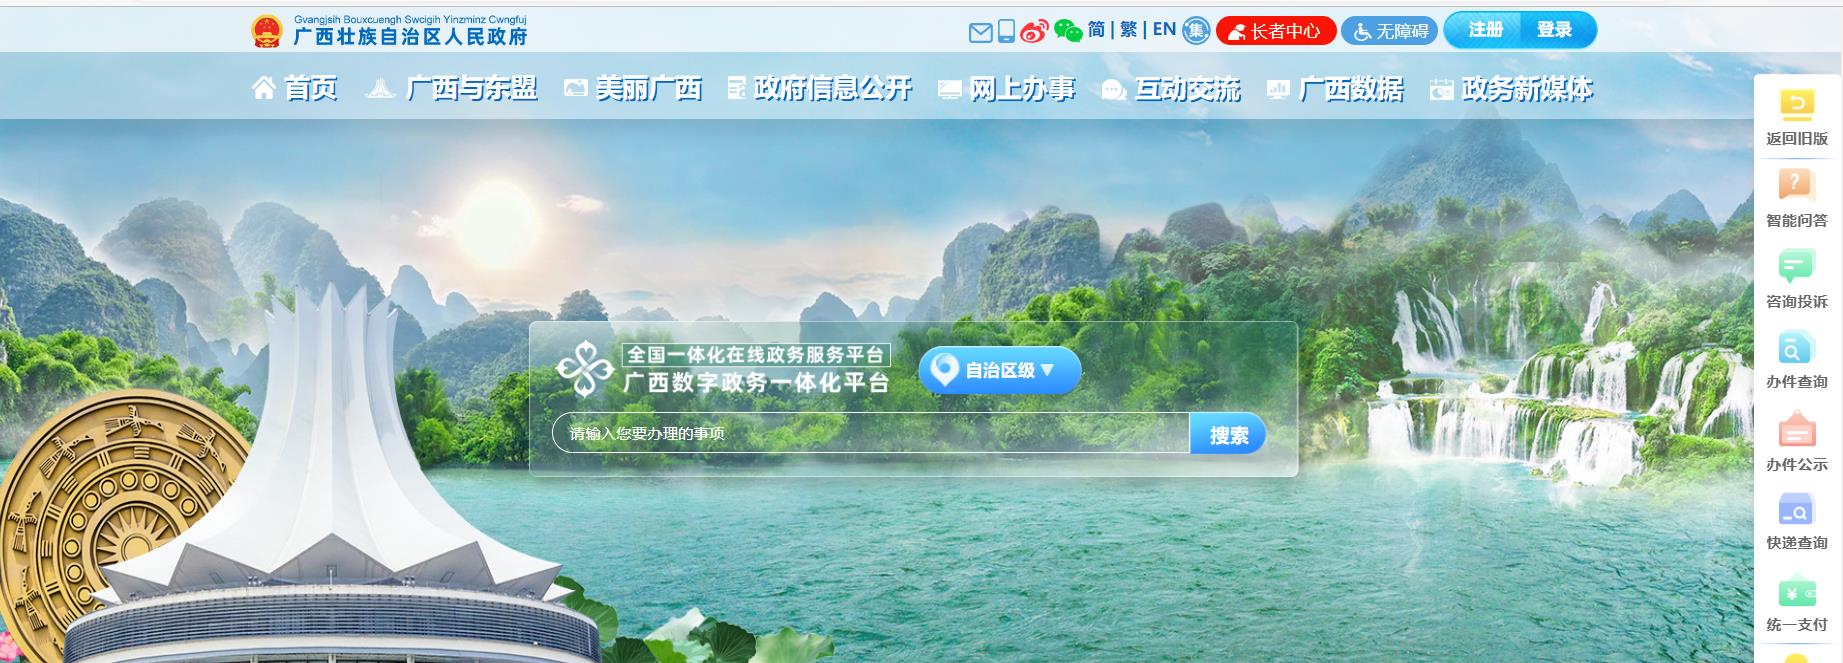 Gvangjsih Bouxcuengh Swcigih Yinzminz Cwngfuj
广西壮族自治区人民政府
简 | 繁 | EN 集 长者中心 无障碍 注册 登录
首页 广西与东盟 美丽广西 政府信息公开 网上办事 互动交流 广西数据 政务新媒体
全国一体化在线政务服务平台
广西数字政务一体化平台
自治区级▼
请输入您要办理的事项 搜索
返回旧版
智能问答
咨询投诉
办件查询
办件公示
快递查询
统一支付